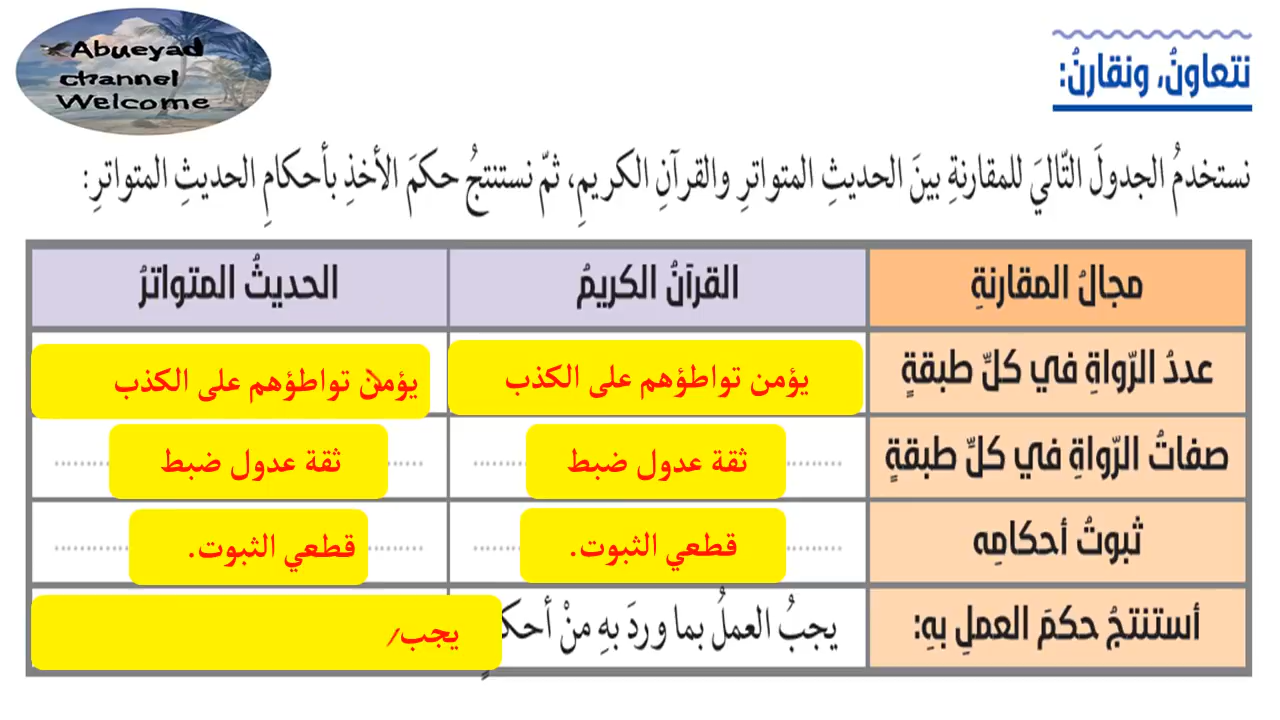 Abueyad
channel
Welcome
نتعاونُ، ونقارنُ:
نستخدمُ الجدولَ التّاليَ للمقارنةِ بينَ الحديثِ المتواترِ والقرآنِ الكريمِ، ثمّ نستنتجُ حكمَ الأخذِ بأحكامِ الحديثِ المتواترِ:
مجالُ المقارنةِ القرآنُ الكريمُ الحديثُ المتواترُ
عددُ الرّواةِ في كلِّ طبقةٍ يؤمن تواطؤهم على الكذب يؤمن تواطؤهم على الكذب
صفاتُ الرّواةِ في كلِّ طبقةٍ ثقة عدول ضبط ثقة عدول ضبط
ثبوتُ أحكامِه قطعي الثبوت. قطعي الثبوت.
أستنتجُ حكمَ العملِ بهِ: يجبُ العملُ بما وردَ بهِ منْ يجب/